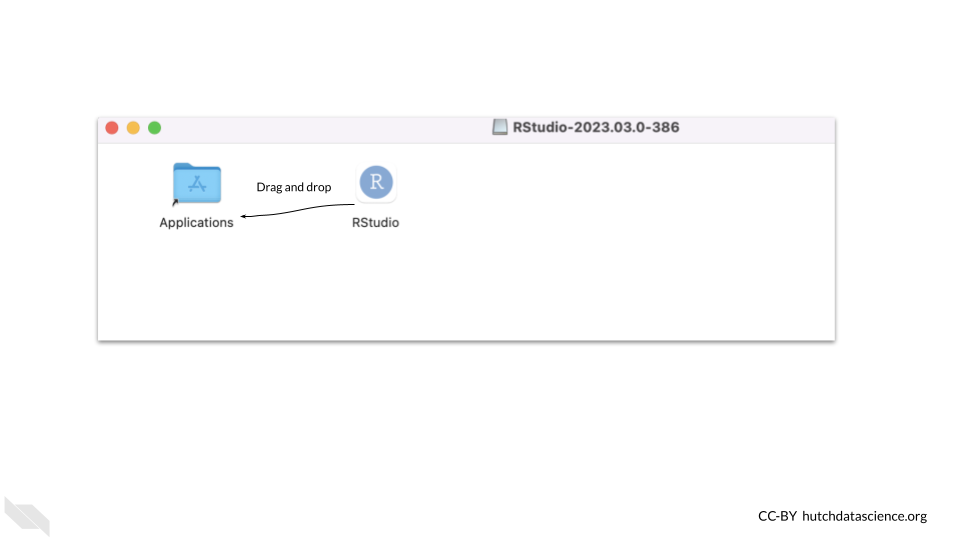 RStudio-2023.03.0-386
Drag and drop
R
Applications
RStudio
CC-BY hutchdatascience.org